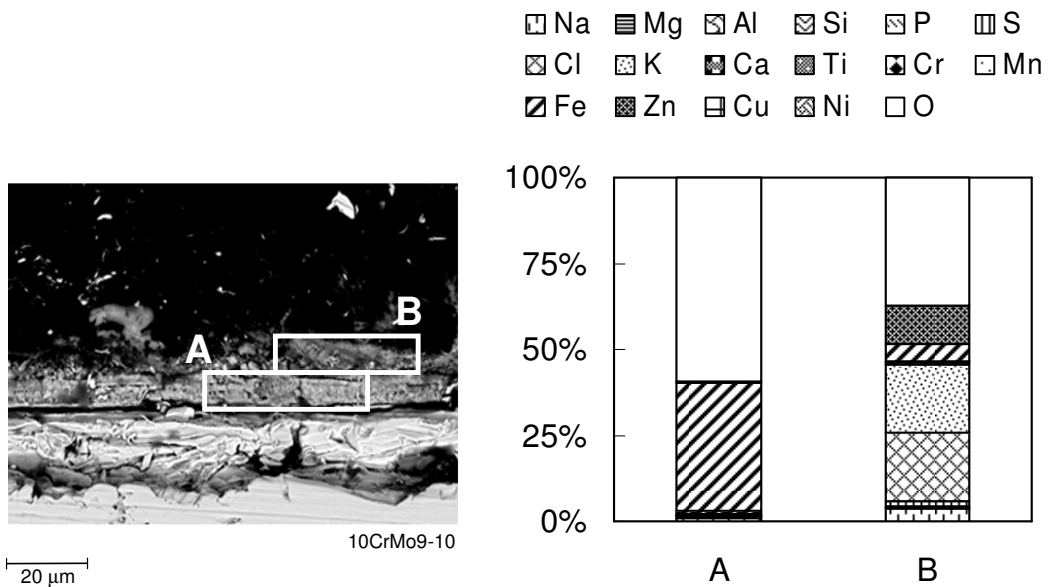 Na Mg Al Si P S
Cl K Ca Ti Cr Mn
Fe Zn Cu Ni O
100%
75%
50%
25%
0%
A B
B
A
10CrMo9-10
20 µm